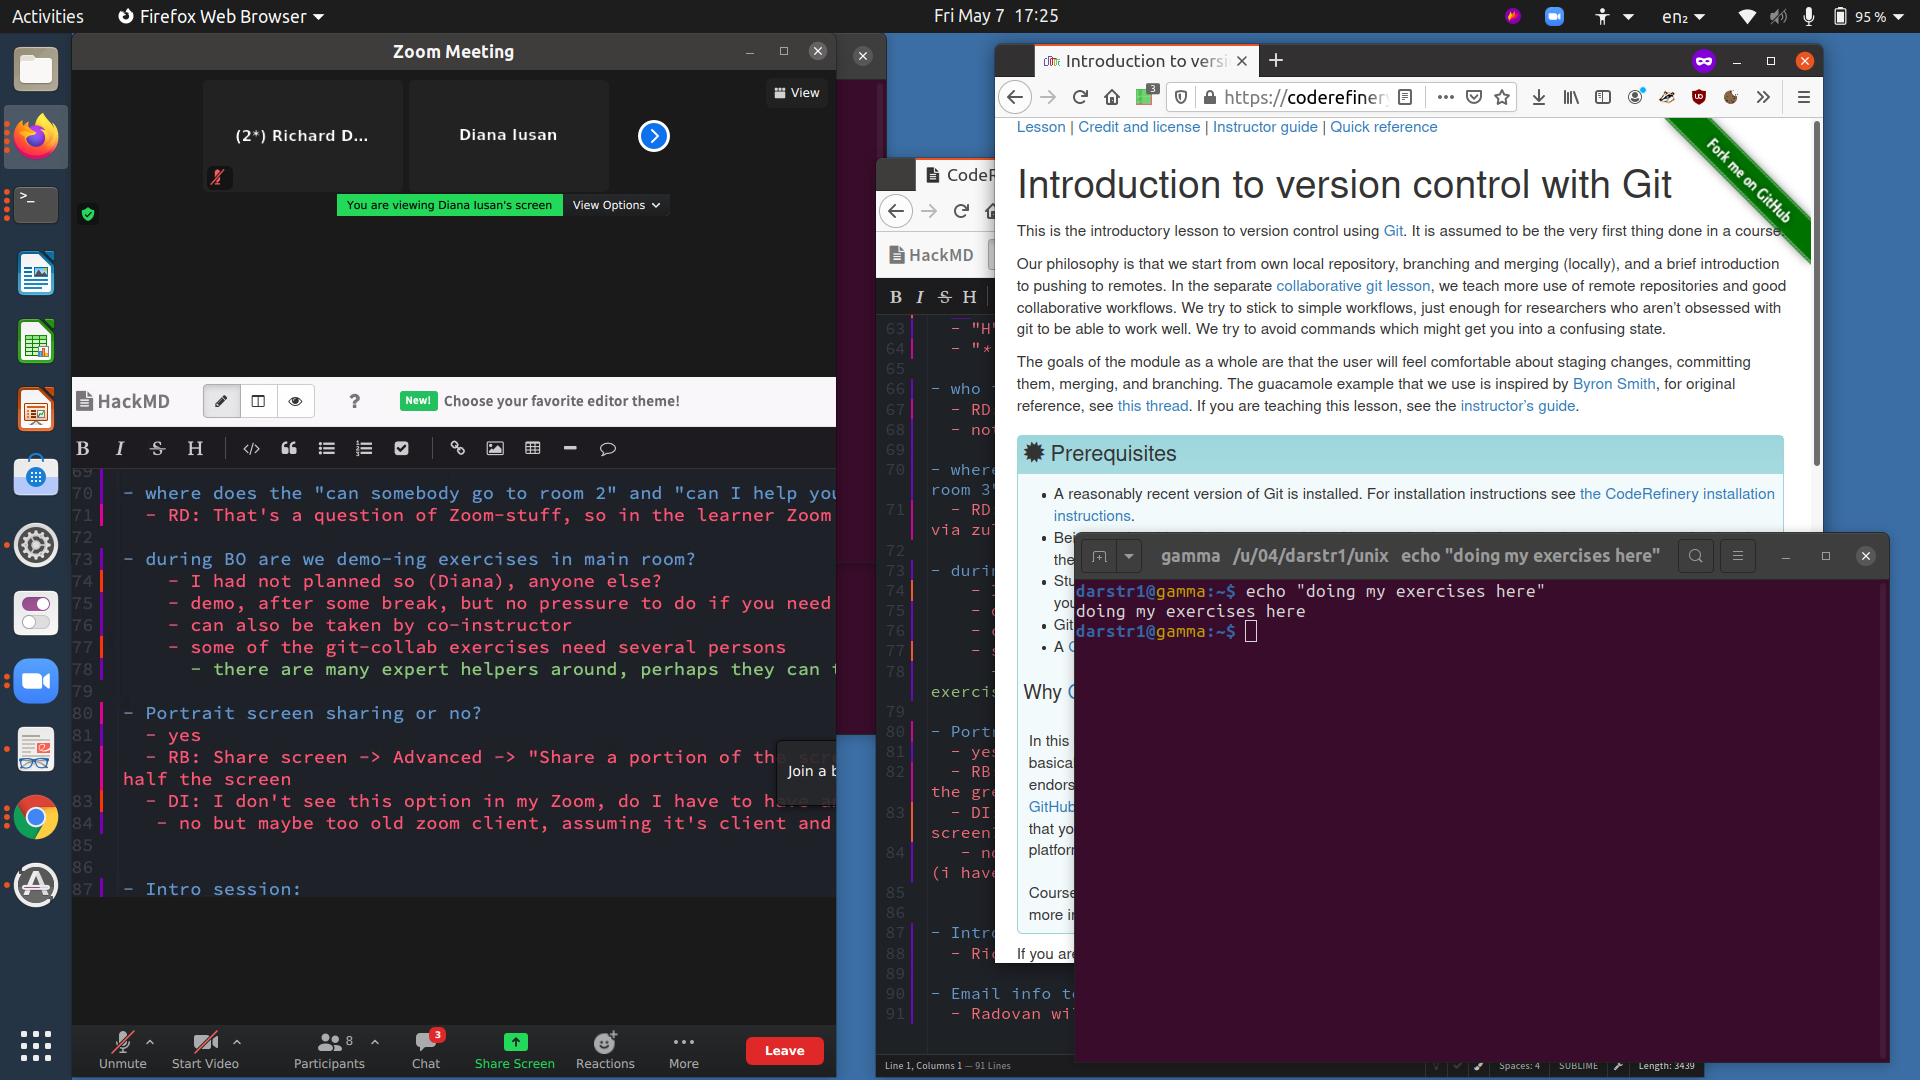 Activities
Firefox Web Browser
Fri May 7 17:25
en₂
95 %
Zoom Meeting
View
(2*) Richard D...
Diana Iusan
You are viewing Diana Iusan's screen
View Options
HackMD
?
New!
Choose your favorite editor theme!
B I S H
69
70 - where does the "can somebody go to room 2" and "can I help you
71 - RD: That's a question of Zoom-stuff, so in the learner Zoom
72
73 - during BO are we demo-ing exercises in main room?
74 - I had not planned so (Diana), anyone else?
75 - demo, after some break, but no pressure to do if you need
76 - can also be taken by co-instructor
77 - some of the git-collab exercises need several persons
78 - there are many expert helpers around, perhaps they can
79
80 - Portrait screen sharing or no?
81 - yes
82 - RB: Share screen -> Advanced -> "Share a portion of the
half the screen
83 - DI: I don't see this option in my Zoom, do I have to have
84 - no but maybe too old zoom client, assuming it's client and
85
86
87 - Intro session:
Join a b
Unmute
Start Video
8
Participants
3
Chat
Share Screen
Reactions
More
Leave
CodeR
HackMD
B I S H
63 - "H"
64 - "*
65
66 - who
67 - RD
68 - not
69
70 - where
room 3"
71 - RD
via zul
72
73 - durin
74 -
75 -
76 -
77 -
78
exercis
79
80 - Portr
81 - yes
82 - RB
the gre
83 - DI
screen
84 - no
(i have
85
86
87 - Intro
88 - Ric
89
90 - Email info to
91 - Radovan wil
Line 1, Columns 1 — 91 Lines
Spaces: 4
SUBLIME
Length: 3439
Introduction to versi
3
https://coderefinery
Lesson | Credit and license | Instructor guide | Quick reference
Fork me on GitHub
Introduction to version control with Git
This is the introductory lesson to version control using Git. It is assumed to be the very first thing done in a course.
Our philosophy is that we start from own local repository, branching and merging (locally), and a brief introduction
to pushing to remotes. In the separate collaborative git lesson, we teach more use of remote repositories and good
collaborative workflows. We try to stick to simple workflows, just enough for researchers who aren't obsessed with
git to be able to work well. We try to avoid commands which might get you into a confusing state.
The goals of the module as a whole are that the user will feel comfortable about staging changes, committing
them, merging, and branching. The guacamole example that we use is inspired by Byron Smith, for original
reference, see this thread. If you are teaching this lesson, see the instructor's guide.
Prerequisites
A reasonably recent version of Git is installed. For installation instructions see the CodeRefinery installation
instructions.
Bei
the
Stu
you
Git
A
Why
In this
basica
endors
GitHub
that yo
platforn
Course
more in
If you are
gamma /u/04/darstr1/unix echo "doing my exercises here"
darstr1@gamma:~$ echo "doing my exercises here"
doing my exercises here
darstr1@gamma:~$